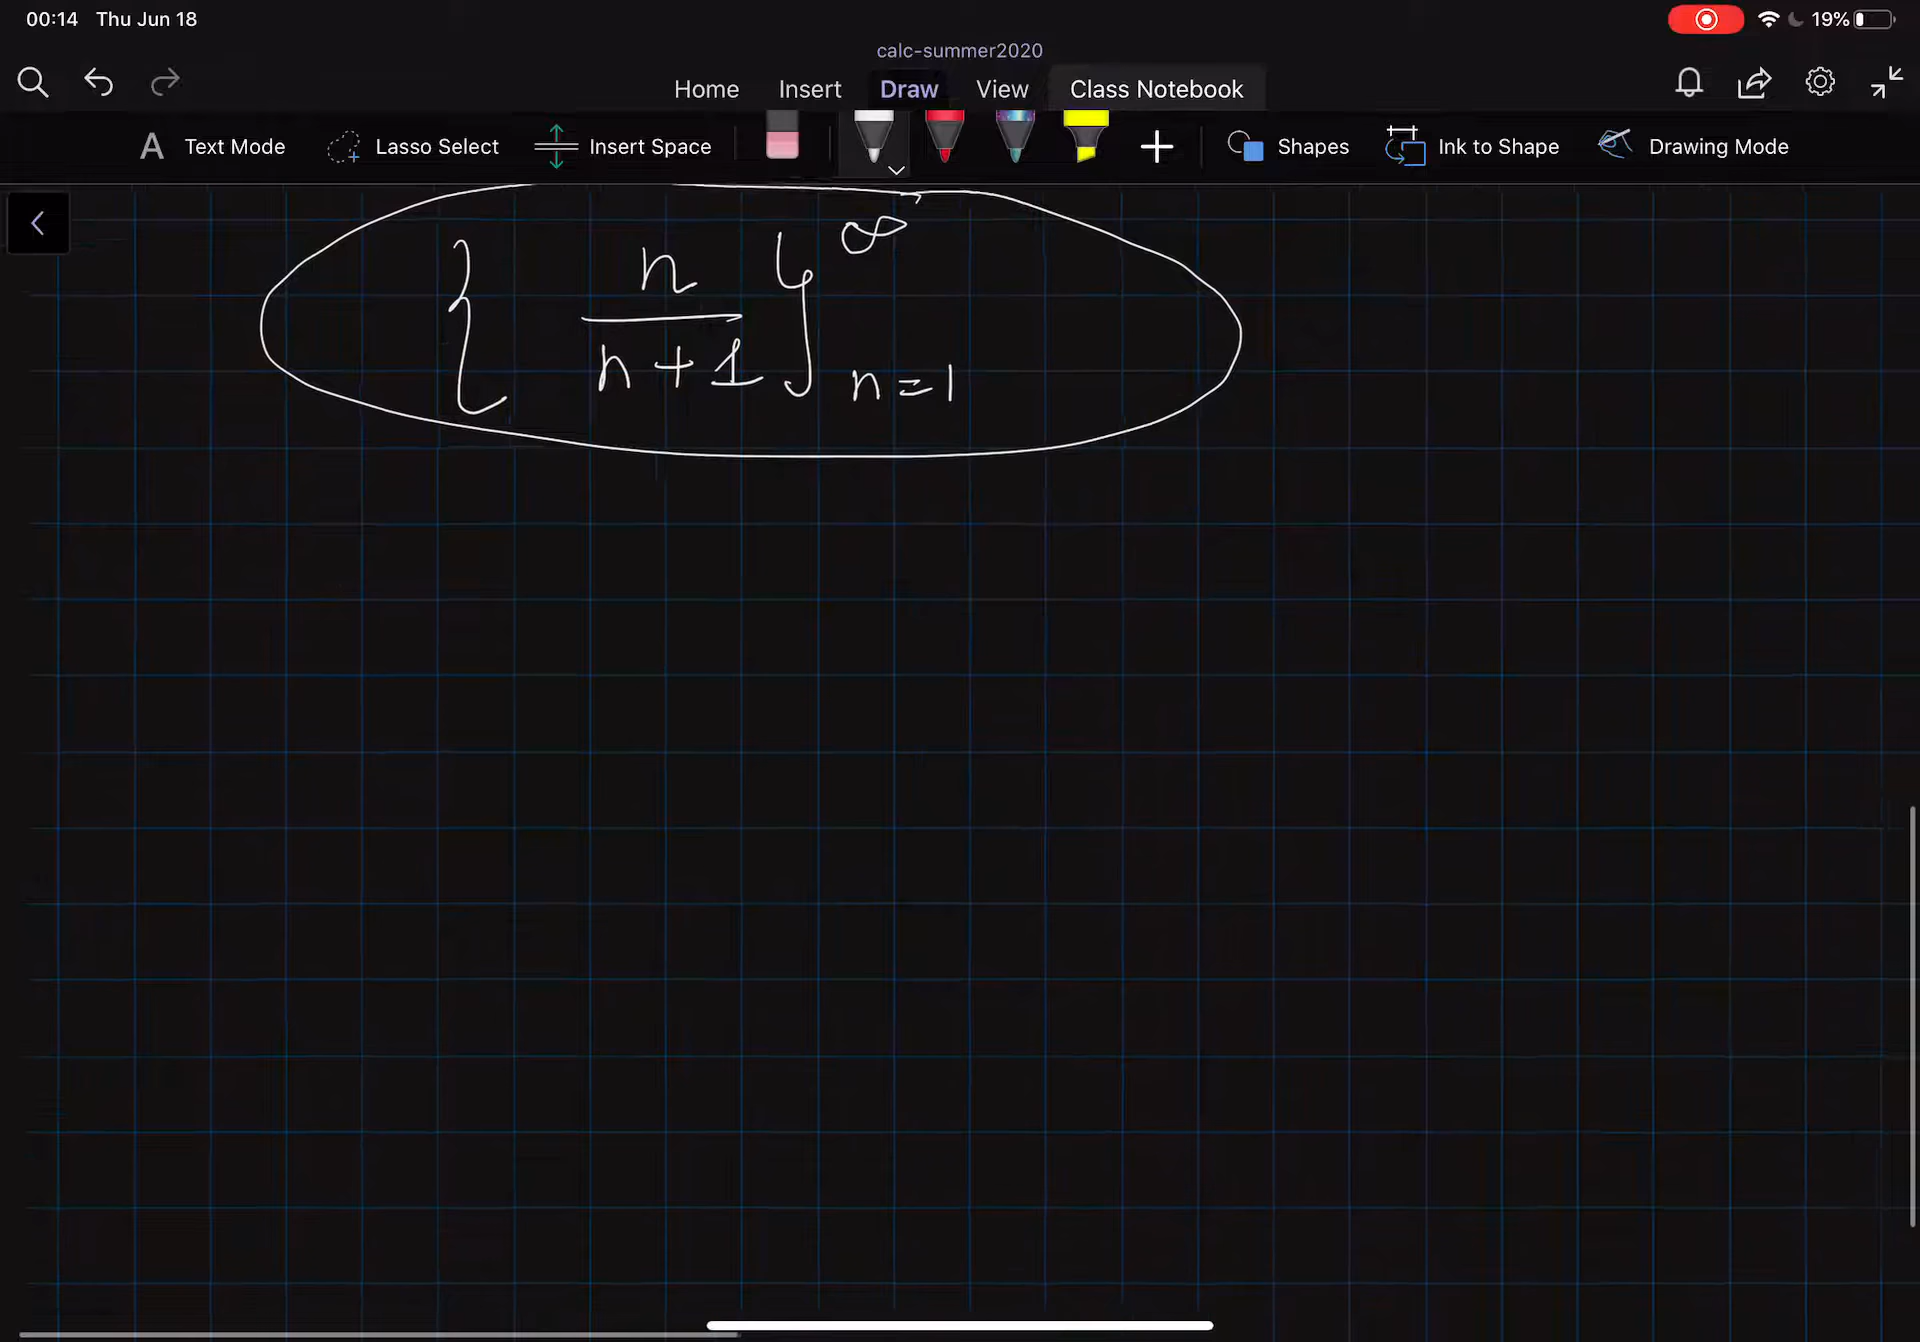 00:14 Thu Jun 18 19%
calc-summer2020
Home Insert Draw View Class Notebook
A Text Mode Lasso Select Insert Space Shapes Ink to Shape Drawing Mode
{ n/(n+1) }^∞_{n=1}